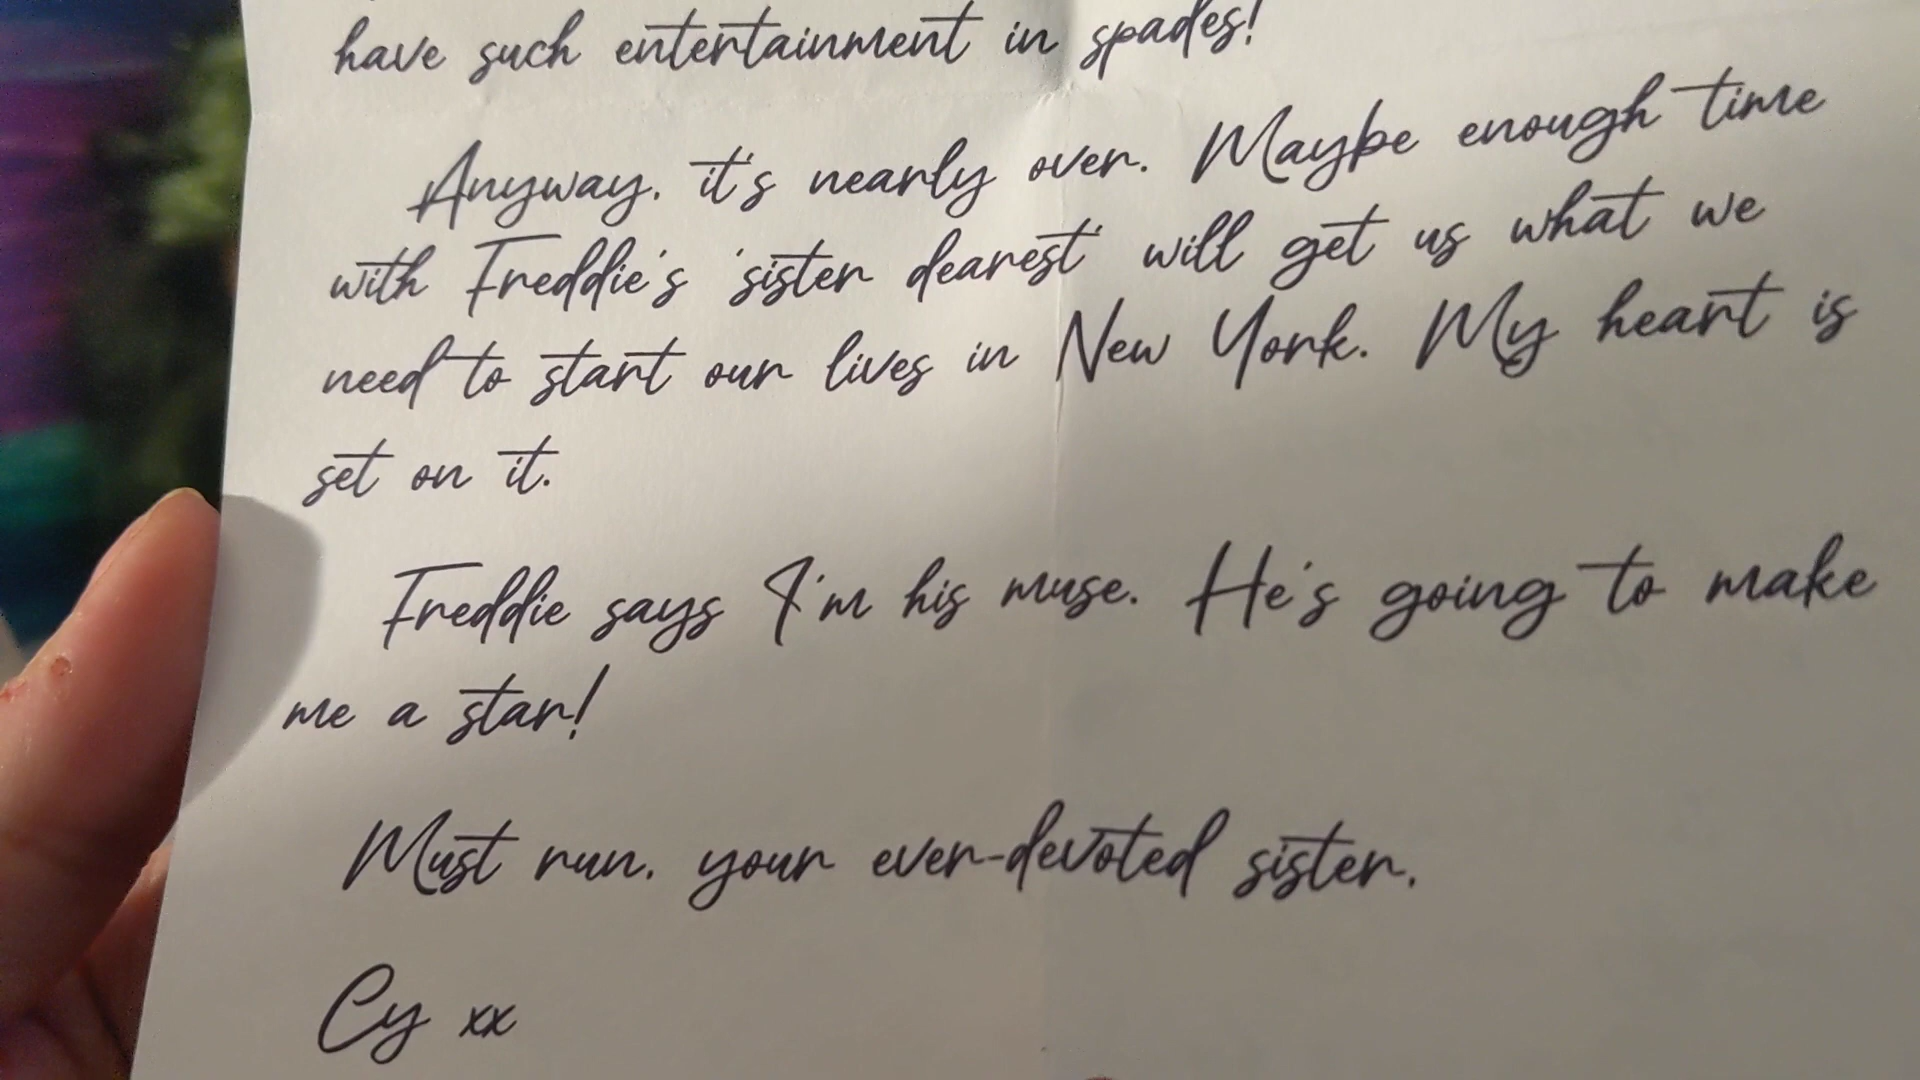 have such entertainment in spades!
Anyway, it's nearly over. Maybe enough time
with Freddie's 'sister dearest' will get us what we
need to start our lives in New York. My heart is
set on it.
Freddie says I'm his muse. He's going to make
me a star!
Must run, your ever-devoted sister,
Cy xx